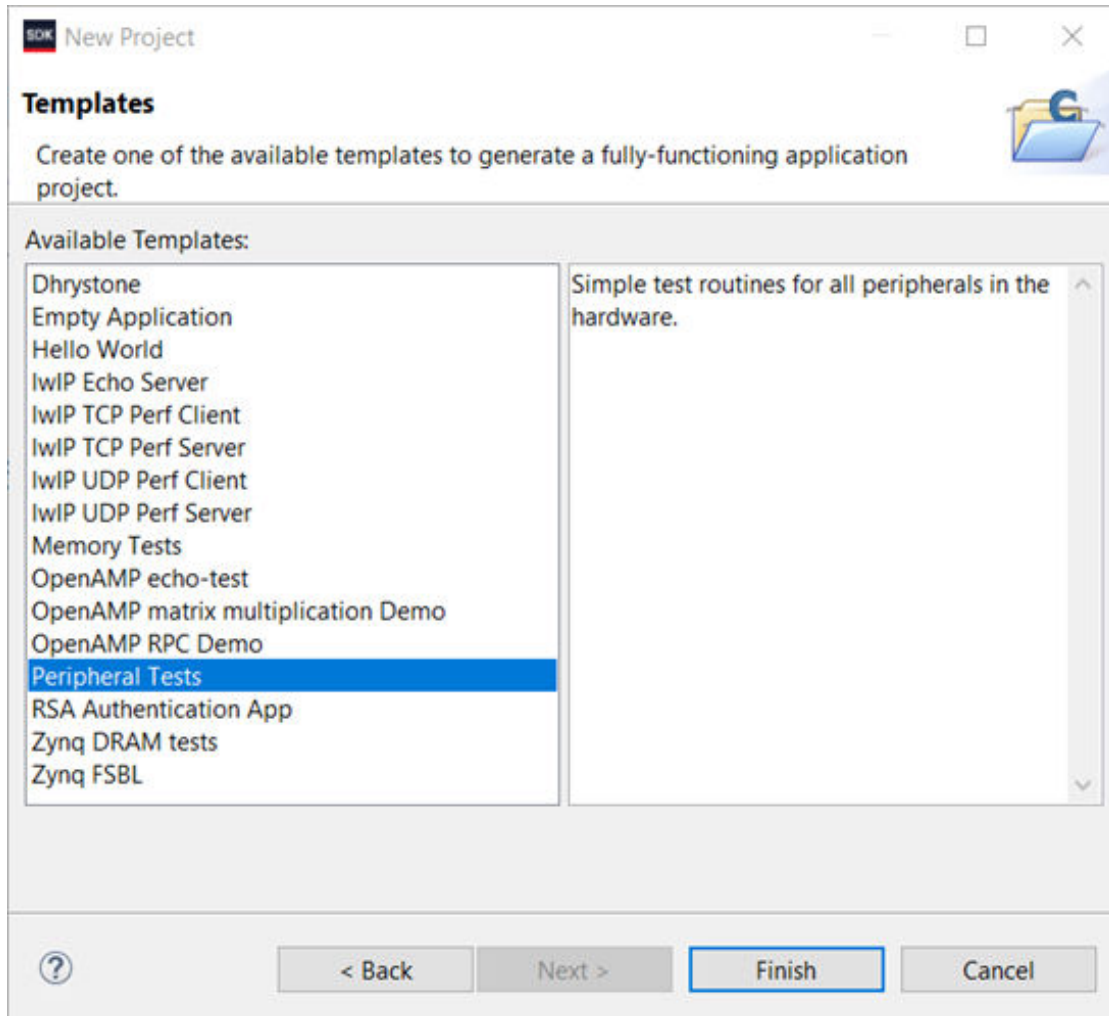 SDK New Project
Templates
Create one of the available templates to generate a fully-functioning application
project.
Available Templates:
Dhrystone
Empty Application
Hello World
lwIP Echo Server
lwIP TCP Perf Client
lwIP TCP Perf Server
lwIP UDP Perf Client
lwIP UDP Perf Server
Memory Tests
OpenAMP echo-test
OpenAMP matrix multiplication Demo
OpenAMP RPC Demo
Peripheral Tests
RSA Authentication App
Zynq DRAM tests
Zynq FSBL
Simple test routines for all peripherals in the
hardware.
? < Back Next > Finish Cancel